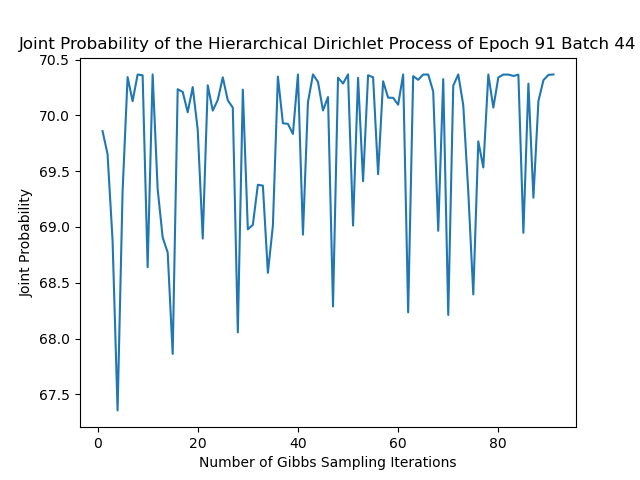 Joint Probability of the Hierarchical Dirichlet Process of Epoch 91 Batch 44
70.5
70.0
69.5
69.0
68.5
68.0
67.5
Joint Probability
0 20 40 60 80
Number of Gibbs Sampling Iterations